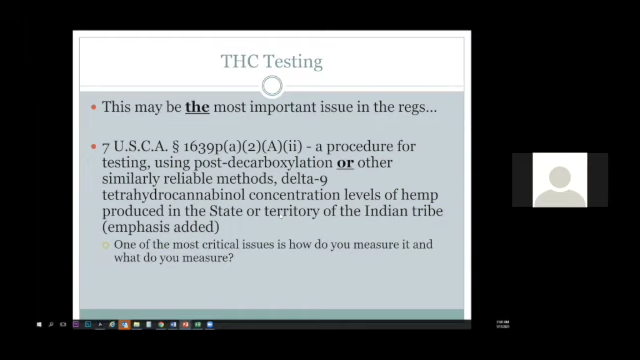 THC Testing
This may be the most important issue in the regs…
7 U.S.C.A. § 1639p(a)(2)(A)(ii) - a procedure for
testing, using post-decarboxylation or other
similarly reliable methods, delta-9
tetrahydrocannabinol concentration levels of hemp
produced in the State or territory of the Indian tribe
(emphasis added)
One of the most critical issues is how do you measure it and
what do you measure?